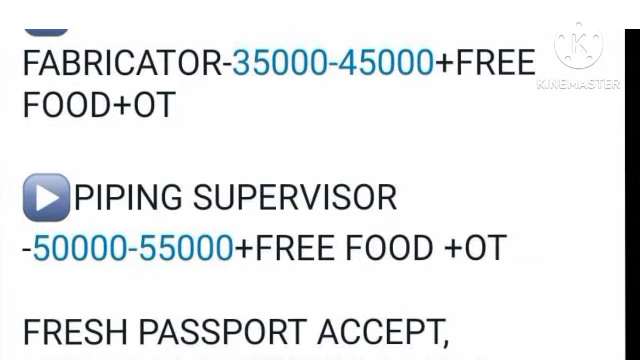 FABRICATOR-35000-45000+FREE
FOOD+OT
KINEMASTER
PIPING SUPERVISOR
-50000-55000+FREE FOOD +OT
FRESH PASSPORT ACCEPT,